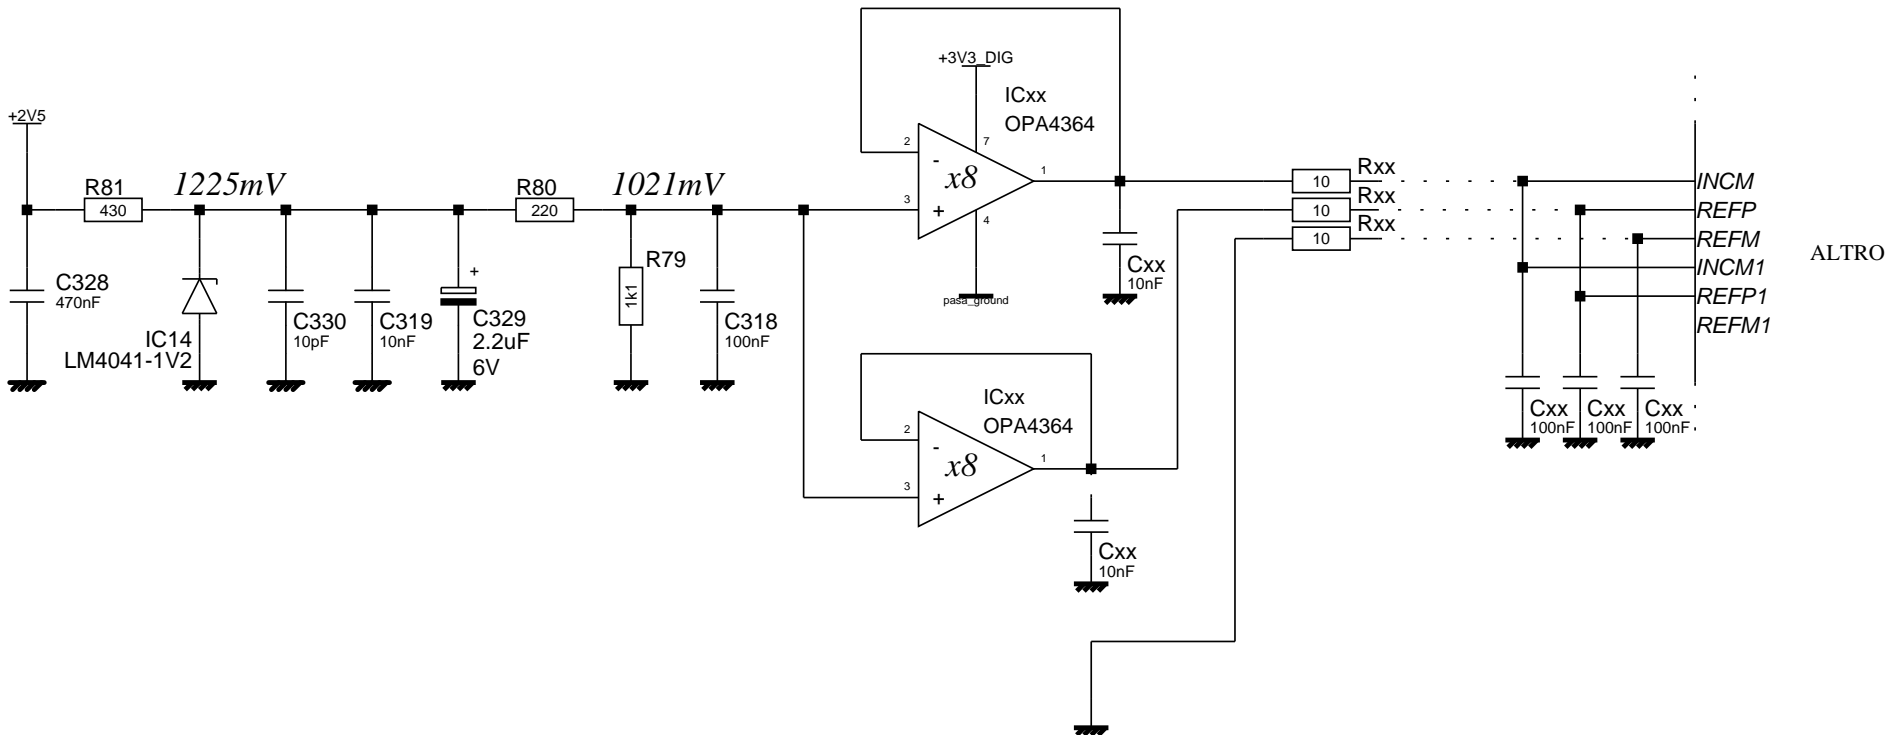 +2V5
R81
430
1225mV
C328
470nF
IC14
LM4041-1V2
C330
10pF
C319
10nF
+
C329
2.2uF
6V
R80
220
1021mV
R79
1k1
C318
100nF
+3V3_DIG
ICxx
OPA4364
2
-
7
x8
1
3
+
4
pasa_ground
Cxx
10nF
ICxx
OPA4364
2
-
x8
1
3
+
Cxx
10nF
10
Rxx
10
Rxx
10
Rxx
INCM
REFP
REFM
INCM1
REFP1
REFM1
ALTRO
Cxx
100nF
Cxx
100nF
Cxx
100nF